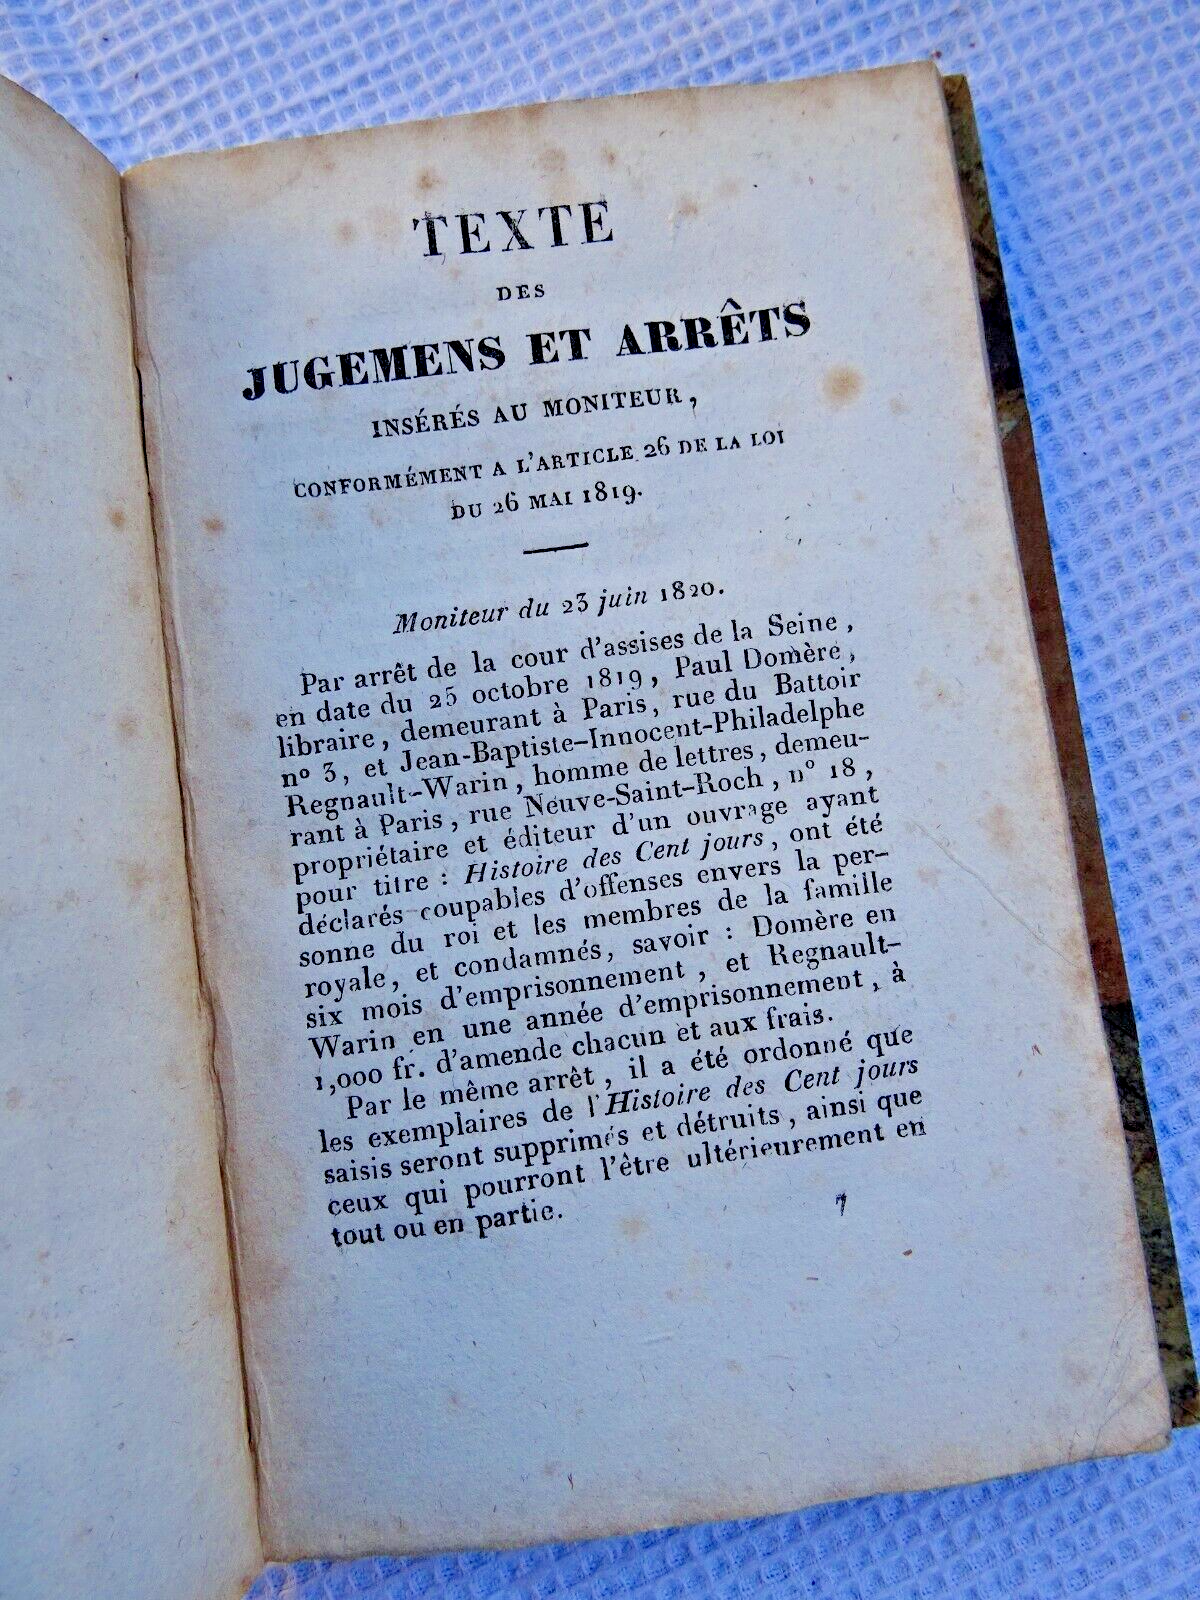 TEXTE
DES
JUGEMENS ET ARRÊTS
INSÉRÉS AU MONITEUR,
CONFORMÉMENT A L'ARTICLE 26 DE LA LOI
DU 26 MAI 1819.
Moniteur du 23 juin 1820.
Par arrêt de la cour d'assises de la Seine,
en date du 25 octobre 1819, Paul Domère,
libraire, demeurant à Paris, rue du Battoir
nº 3, et Jean-Baptiste-Innocent-Philadelphe
Regnault-Warin, homme de lettres, demeu-
rant à Paris, rue Neuve-Saint-Roch, nº 18,
propriétaire et éditeur d'un ouvrage ayant
pour titre : Histoire des Cent jours, ont été
déclarés coupables d'offenses envers la per-
sonne du roi et les membres de la famille
royale, et condamnés, savoir : Domère en
six mois d'emprisonnement, et Regnault-
Warin en une année d'emprisonnement, à
1,000 fr. d'amende chacun et aux frais.
Par le même arrêt, il a été ordonné que
les exemplaires de l'Histoire des Cent jours
saisis seront supprimés et détruits, ainsi que
ceux qui pourront l'être ultérieurement en
tout ou en partie.
7